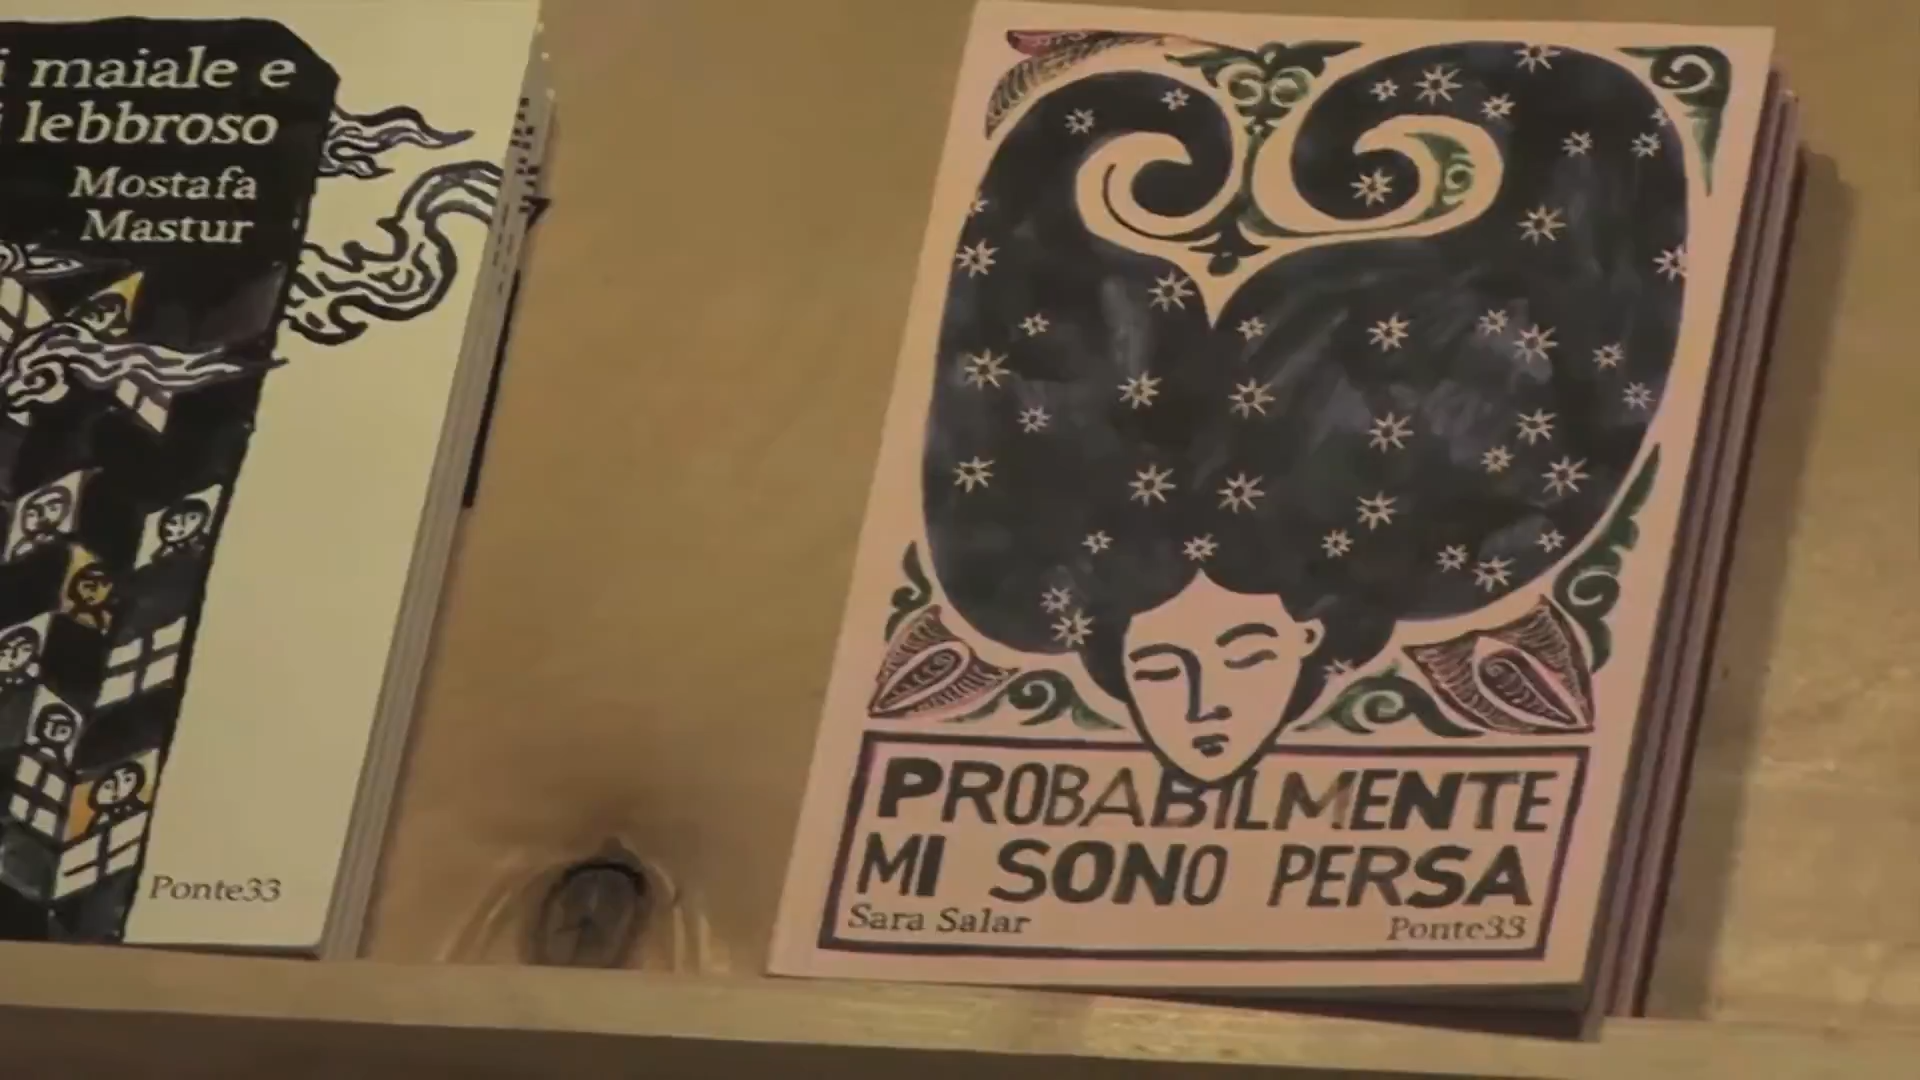 i maiale e
i lebbroso
Mostafa
Mastur
Ponte33
PROBABILMENTE
MI SONO PERSA
Sara Salar
Ponte33